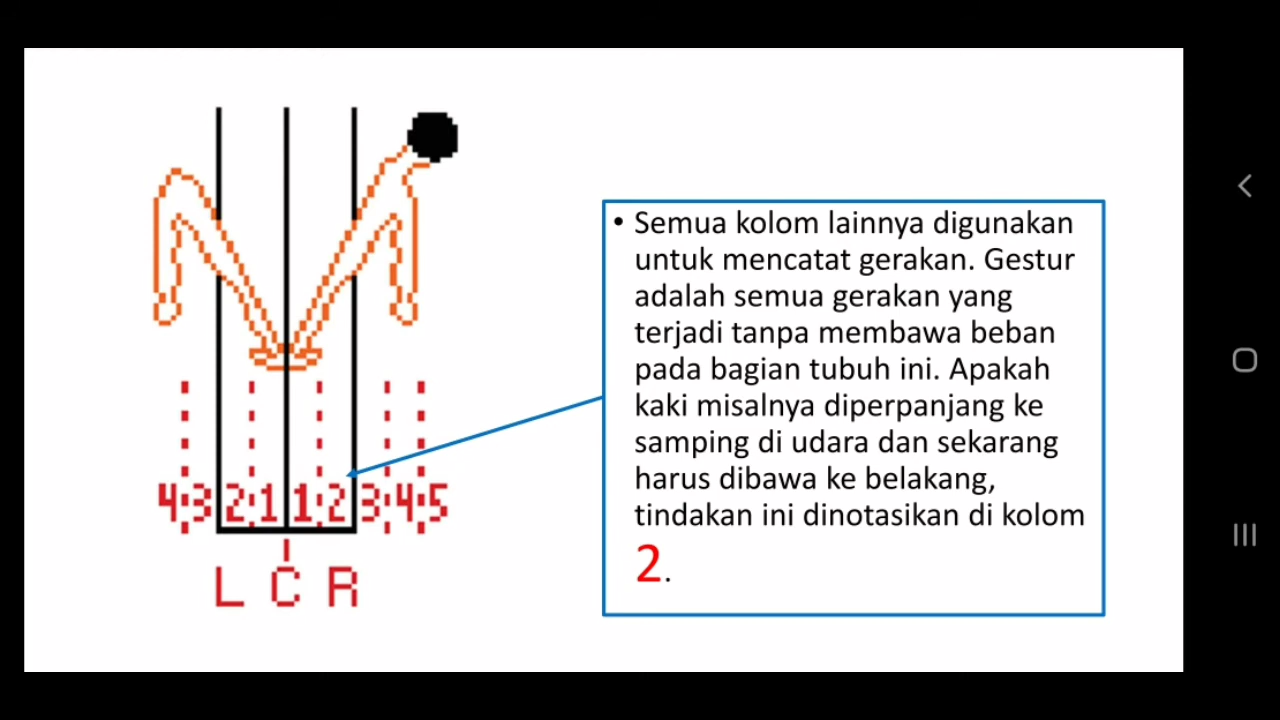 4 3 2 1 1 2 3 4 5
L C R
• Semua kolom lainnya digunakan
untuk mencatat gerakan. Gestur
adalah semua gerakan yang
terjadi tanpa membawa beban
pada bagian tubuh ini. Apakah
kaki misalnya diperpanjang ke
samping di udara dan sekarang
harus dibawa ke belakang,
tindakan ini dinotasikan di kolom
2.